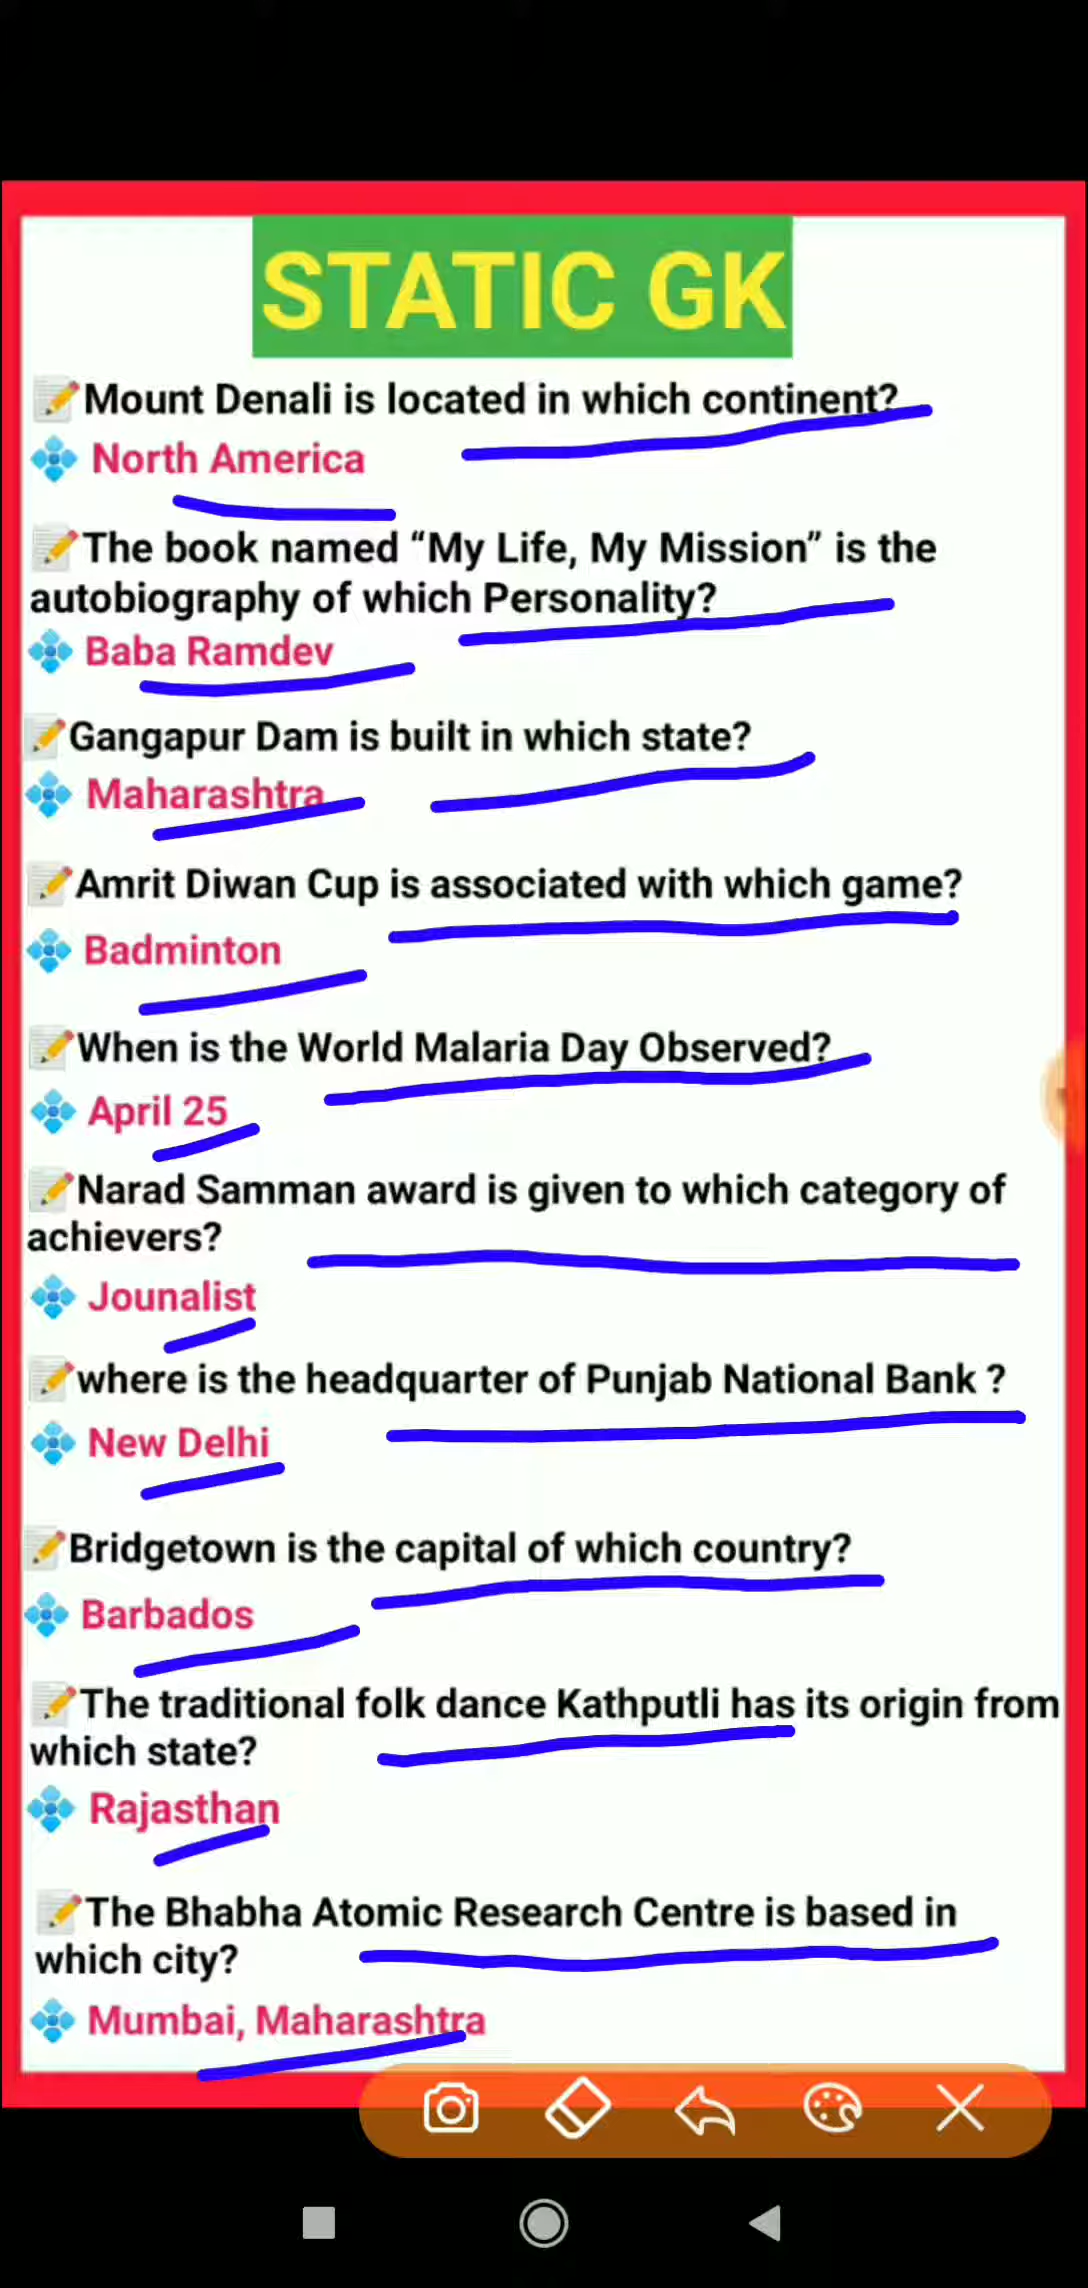 STATIC GK
Mount Denali is located in which continent?
North America
The book named “My Life, My Mission” is the
autobiography of which Personality?
Baba Ramdev
Gangapur Dam is built in which state?
Maharashtra
Amrit Diwan Cup is associated with which game?
Badminton
When is the World Malaria Day Observed?
April 25
Narad Samman award is given to which category of
achievers?
Jounalist
where is the headquarter of Punjab National Bank ?
New Delhi
Bridgetown is the capital of which country?
Barbados
The traditional folk dance Kathputli has its origin from
which state?
Rajasthan
The Bhabha Atomic Research Centre is based in
which city?
Mumbai, Maharashtra